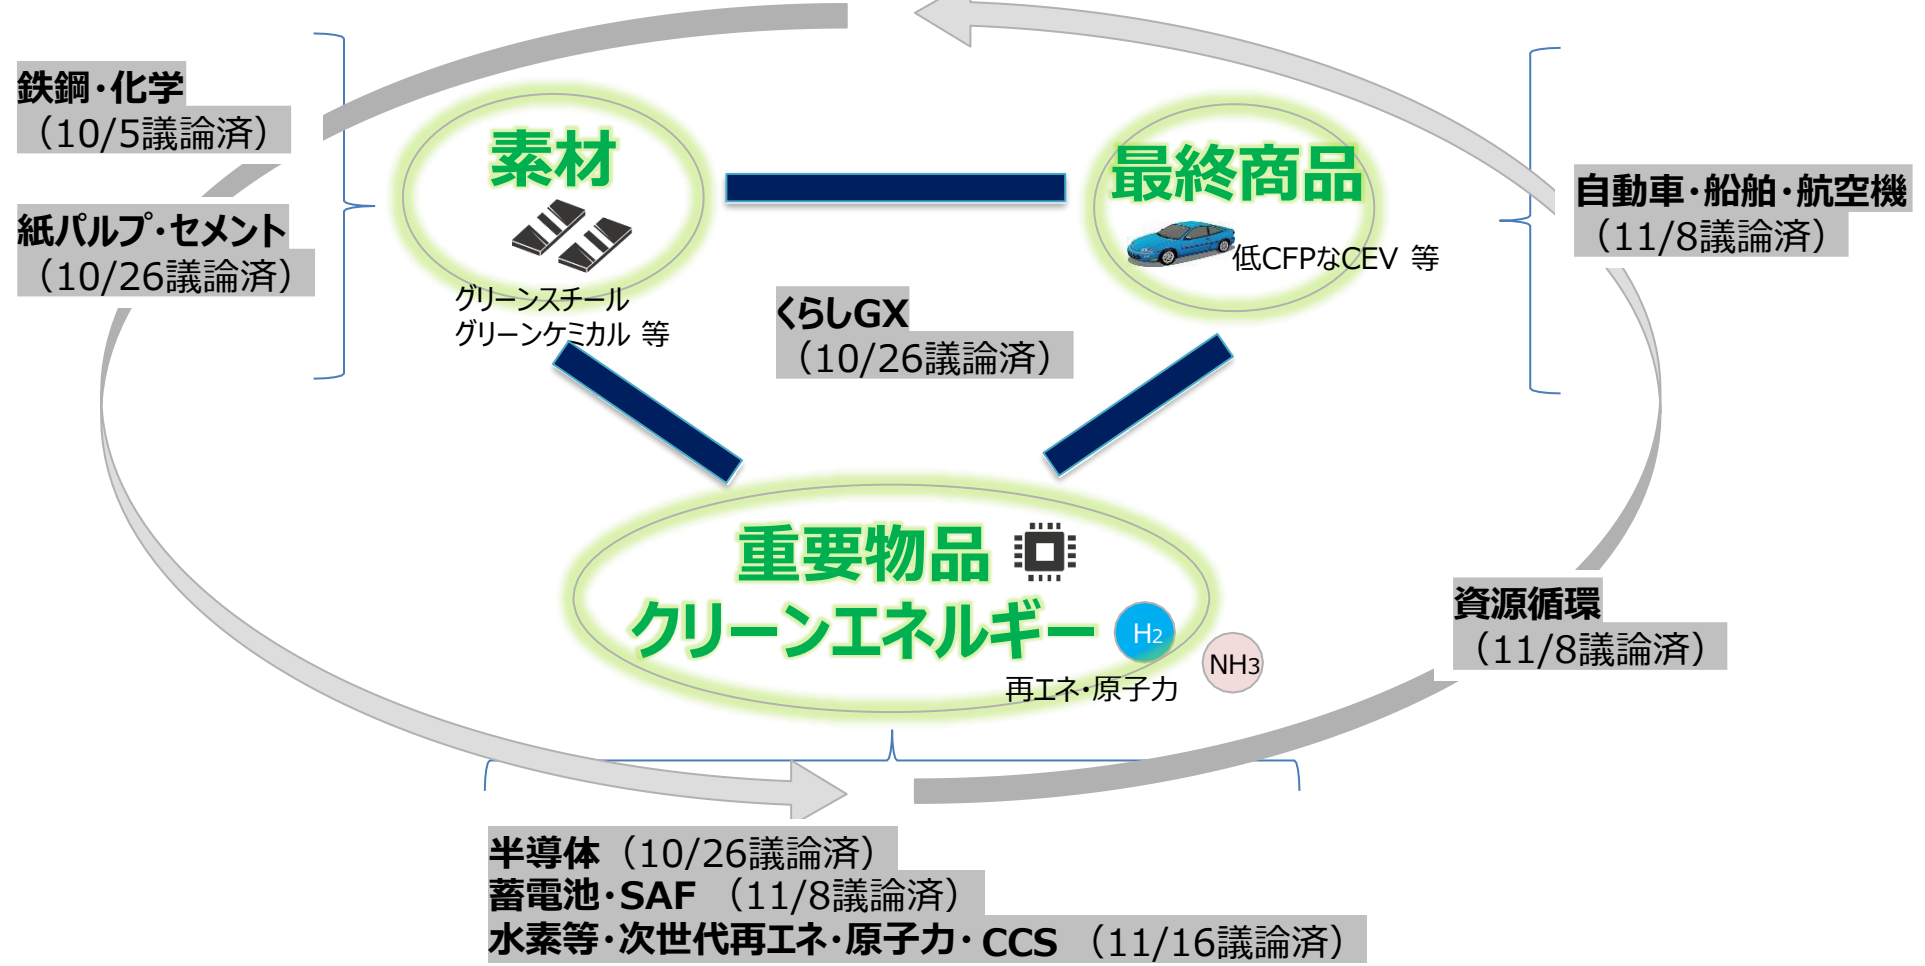 鉄鋼・化学
（10/5議論済）
紙パルプ・セメント
（10/26議論済）
素材
グリーンスチール
グリーンケミカル 等
最終商品
低CFPなCEV 等
自動車・船舶・航空機
（11/8議論済）
くらしGX
（10/26議論済）
重要物品
クリーンエネルギー
H2
NH3
再エネ・原子力
資源循環
（11/8議論済）
半導体（10/26議論済）
蓄電池・SAF （11/8議論済）
水素等・次世代再エネ・原子力・CCS （11/16議論済）